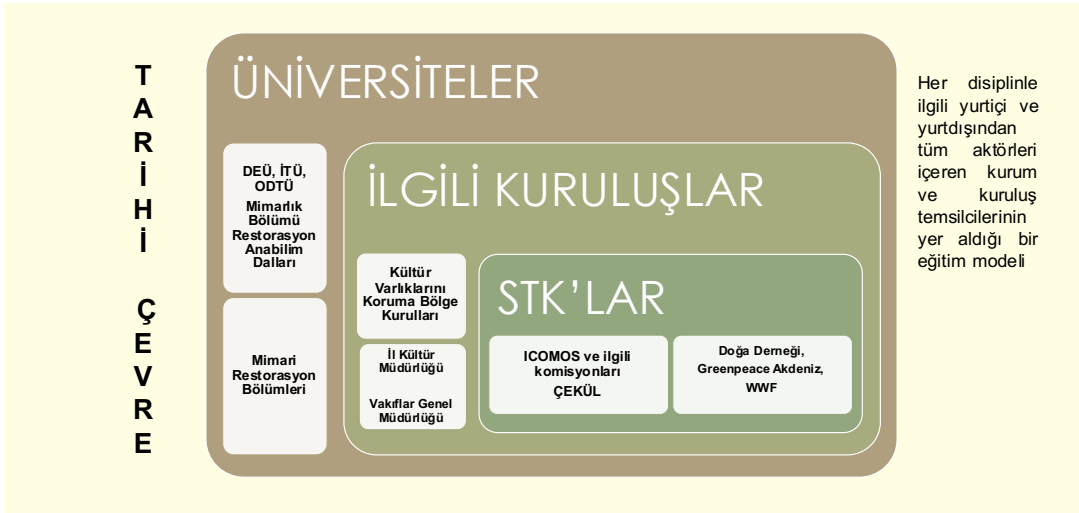 TARİHİ ÇEVRE
ÜNİVERSİTELER
DEÜ, İTÜ,
ODTÜ
Mimarlık
Bölümü
Restorasyon
Anabilim
Dalları
Mimari
Restorasyon
Bölümleri
İLGİLİ KURULUŞLAR
Kültür
Varlıklarını
Koruma Bölge
Kurulları
İl Kültür
Müdürlüğü
Vakıflar Genel
Müdürlüğü
STK'LAR
ICOMOS ve ilgili
komisyonları
ÇEKÜL
Doğa Derneği,
Greenpeace Akdeniz,
WWF
Her disiplinle
ilgili yurtiçi ve
yurtdışından
tüm aktörleri
içeren kurum
ve kuruluş
temsilcilerinin
yer aldığı bir
eğitim modeli